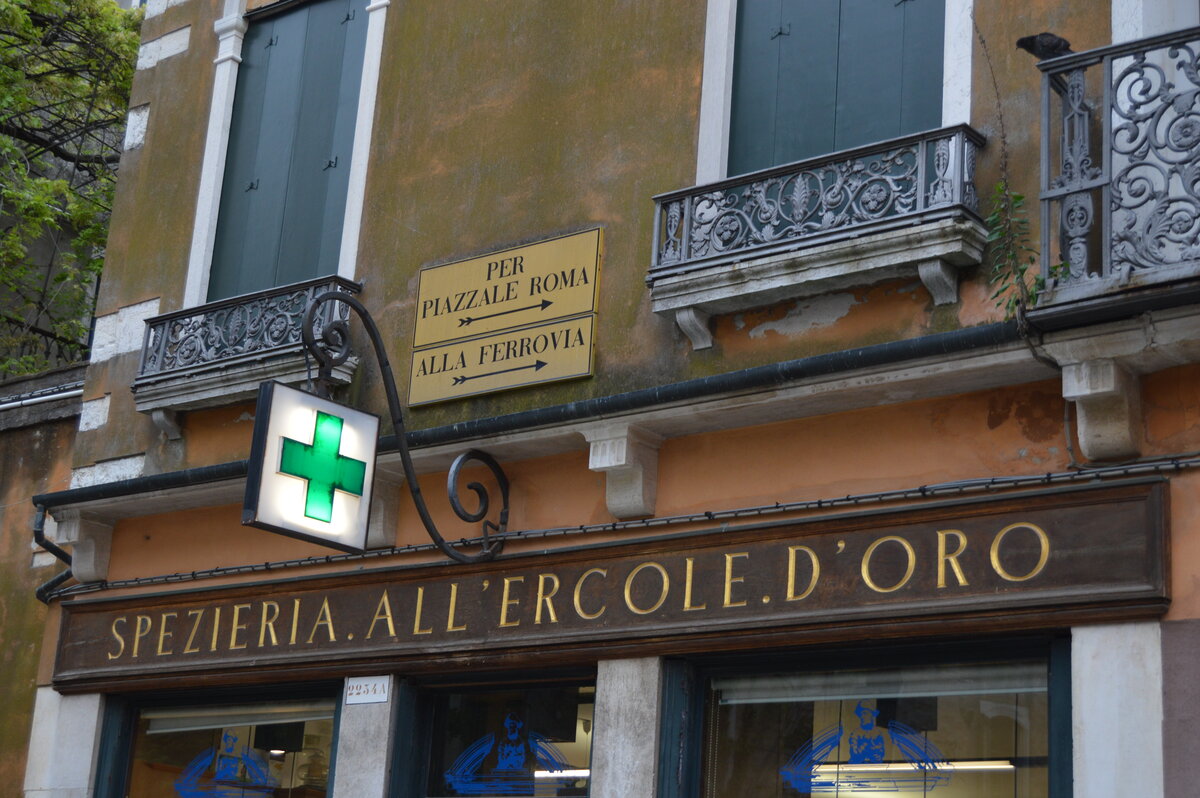 PER
PIAZZALE ROMA
ALLA FERROVIA
SPEZIERIA.ALL'ERCOLE.D'ORO
2234A